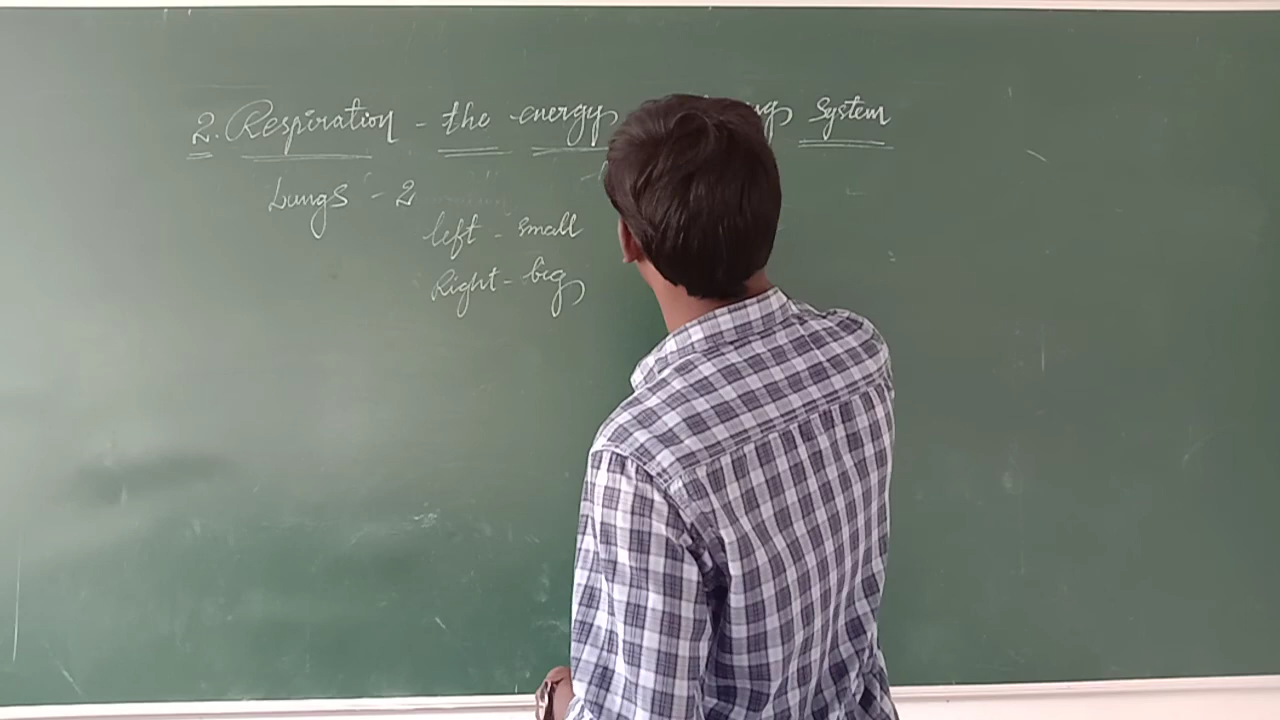 2. Respiration - the energy System
Lungs - 2
left - small
Right - big